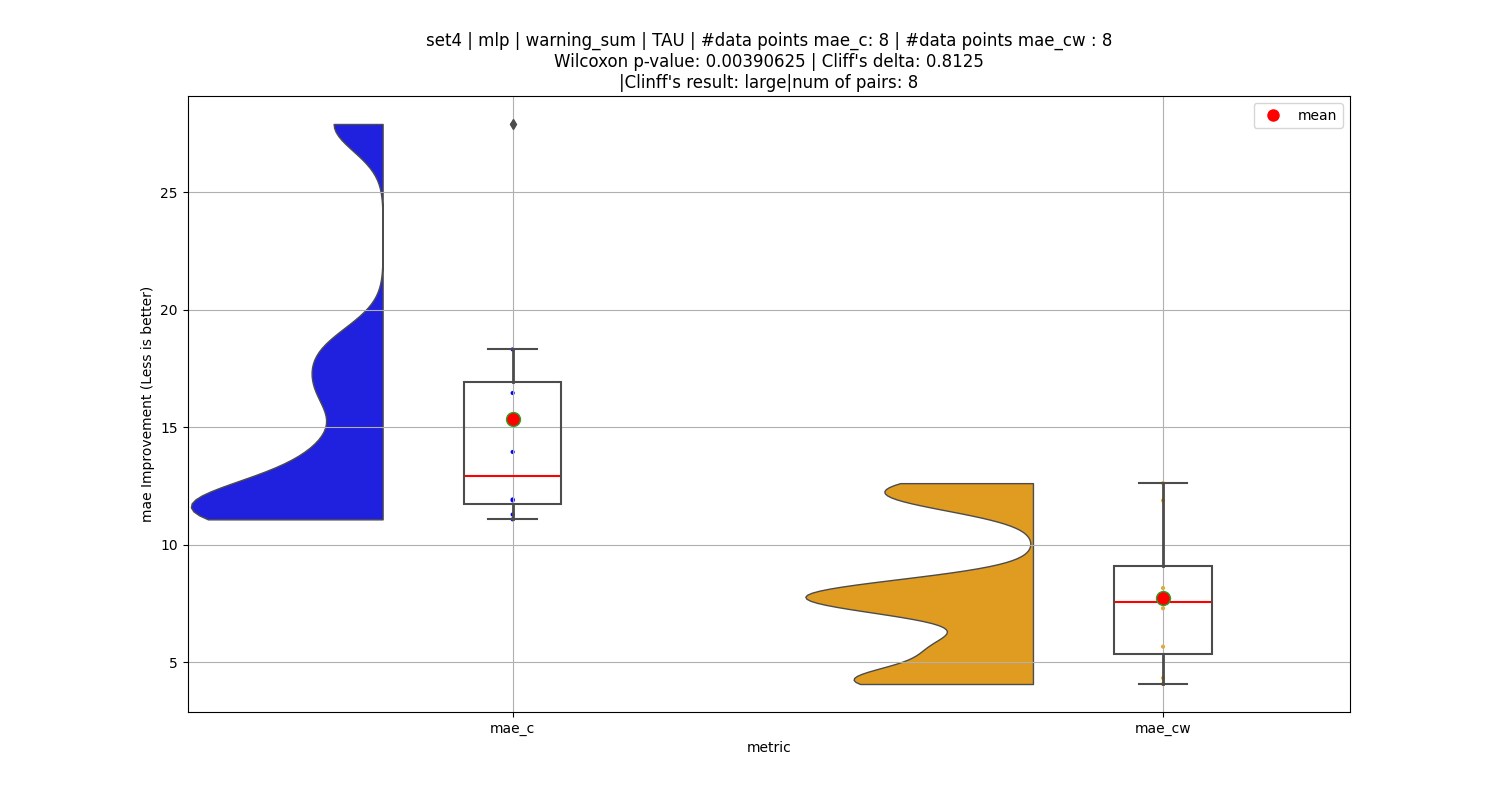 set4 | mlp | warning_sum | TAU | #data points mae_c: 8 | #data points mae_cw : 8
Wilcoxon p-value: 0.00390625 | Cliff's delta: 0.8125
|Clinff's result: large|num of pairs: 8
mean
mae Improvement (Less is better)
25
20
15
10
5
mae_c
mae_cw
metric